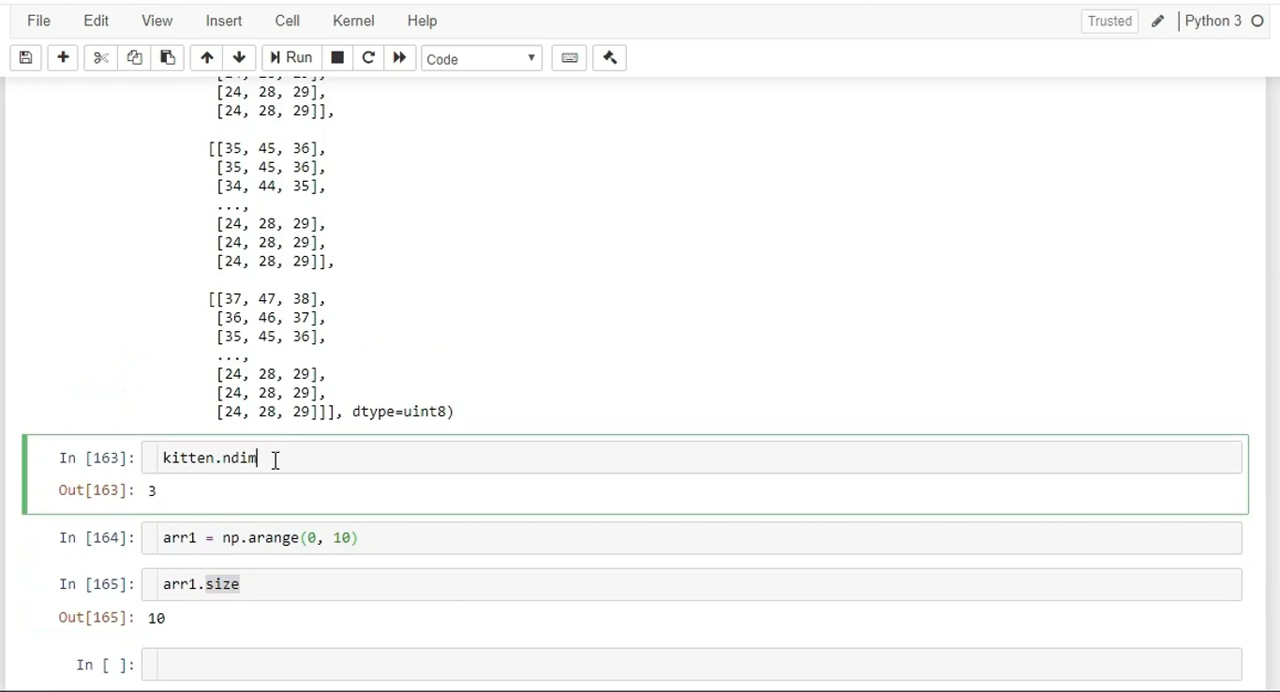 File Edit View Insert Cell Kernel Help Trusted Python 3
Run Code
[24, 28, 29],
[24, 28, 29]],
[[35, 45, 36],
[35, 45, 36],
[34, 44, 35],
...,
[24, 28, 29],
[24, 28, 29],
[24, 28, 29]],
[[37, 47, 38],
[36, 46, 37],
[35, 45, 36],
...,
[24, 28, 29],
[24, 28, 29],
[24, 28, 29]]], dtype=uint8)
In [163]: kitten.ndim
Out[163]: 3
In [164]: arr1 = np.arange(0, 10)
In [165]: arr1.size
Out[165]: 10
In [ ]: